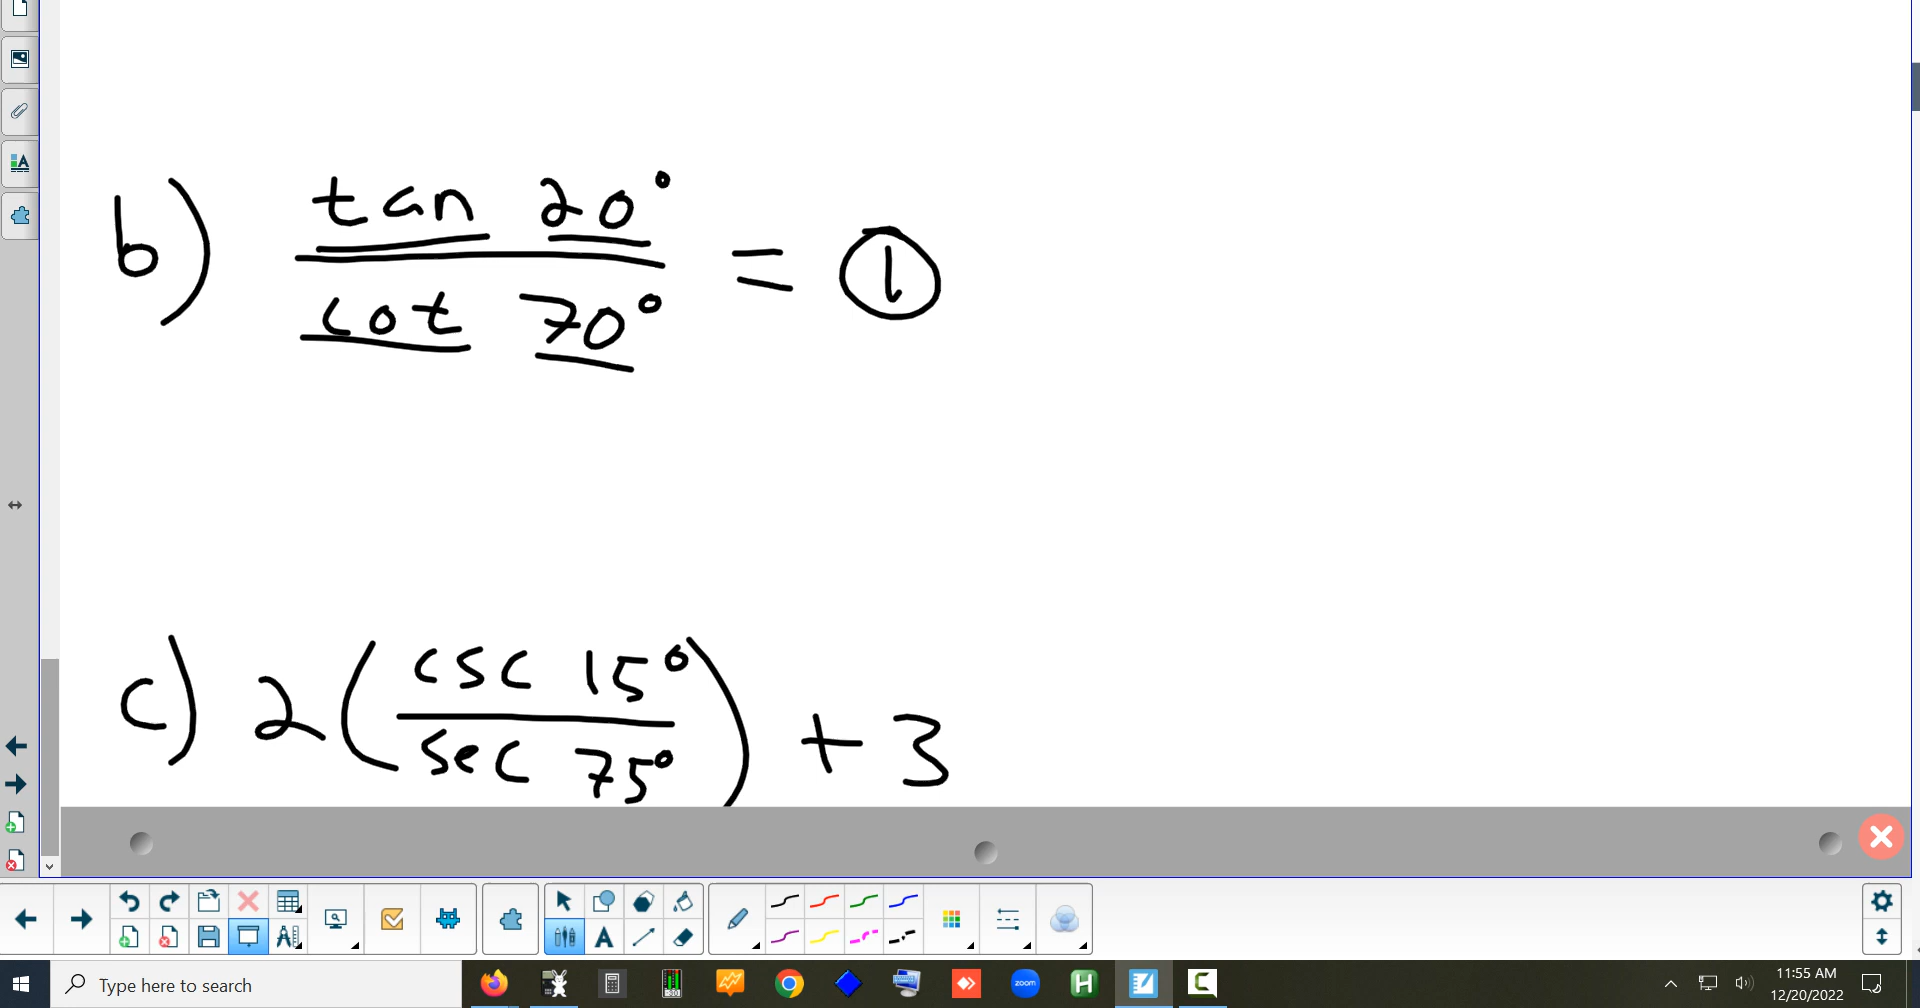 b) tan 20° / cot 70° = 1
c) 2 ( csc 15° / sec 75° ) + 3
Type here to search
zoom
11:55 AM
12/20/2022